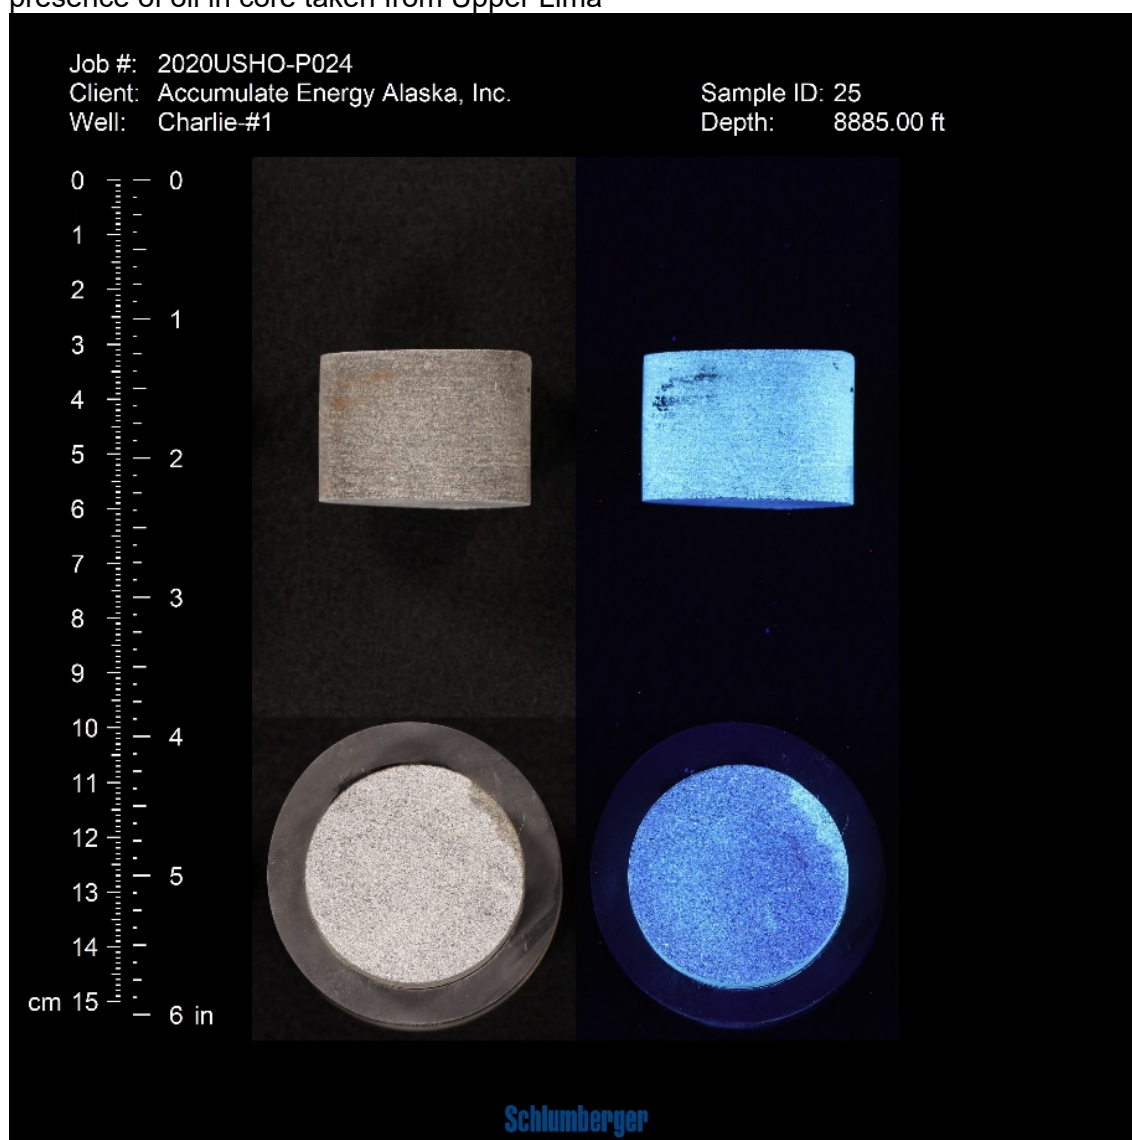 presence of oil in core taken from Upper Lima
Job #: 2020USHO-P024
Client: Accumulate Energy Alaska, Inc. Sample ID: 25
Well: Charlie-#1 Depth: 8885.00 ft
0 0
1
2 1
3
4
5 2
6
7
8 3
9
10 4
11
12
13 5
14
cm 15 6 in
Schlumberger